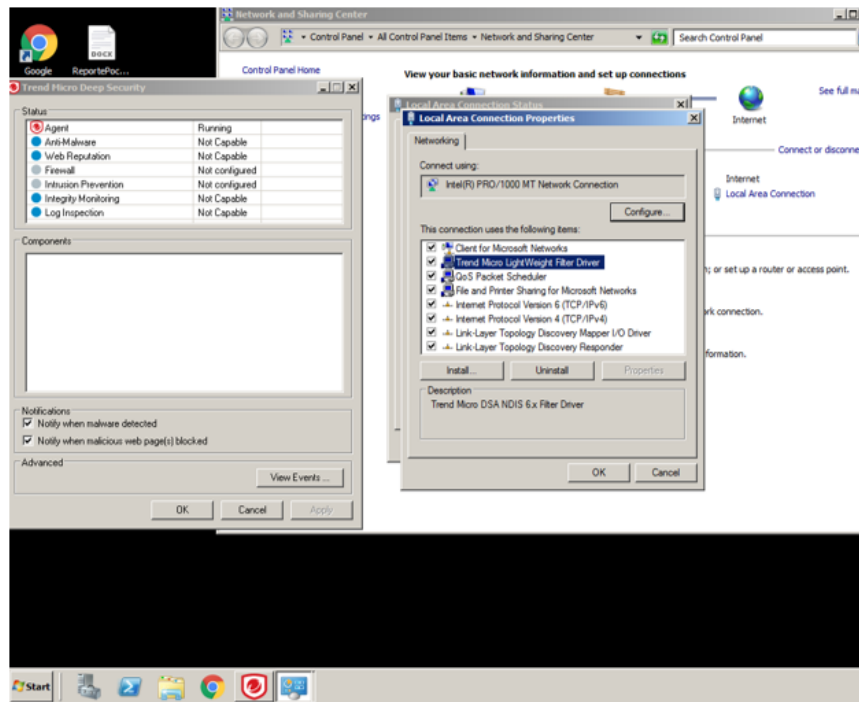 Network and Sharing Center
Control Panel
All Control Panel Items
Network and Sharing Center
Search Control Panel
Google
DOCX
ReportePoc...
Control Panel Home
View your basic network information and set up connections
See full
Internet
Connect or
Internet
Local Area Connection
or set up a router or access point.
connection.
Trend Micro Deep Security
Status
Agent Running
Anti-Malware Not Capable
Web Reputation Not Capable
Firewall Not configured
Intrusion Prevention Not configured
Integrity Monitoring Not Capable
Log Inspection Not Capable
Components
Notifications
Notify when malware detected
Notify when malicious web page(s) blocked
Advanced
View Events ...
OK Cancel Apply
Local Area Connection Status
Local Area Connection Properties
Networking
Connect using:
Intel(R) PRO/1000 MT Network Connection
Configure...
This connection uses the following items:
Client for Microsoft Networks
Trend Micro LightWeight Filter Driver
QoS Packet Scheduler
File and Printer Sharing for Microsoft Networks
Internet Protocol Version 6 (TCP/IPv6)
Internet Protocol Version 4 (TCP/IPv4)
Link-Layer Topology Discovery Mapper I/O Driver
Link-Layer Topology Discovery Responder
Install... Uninstall Properties
Description
Trend Micro DSA NDIS 6.x Filter Driver
OK Cancel
Start